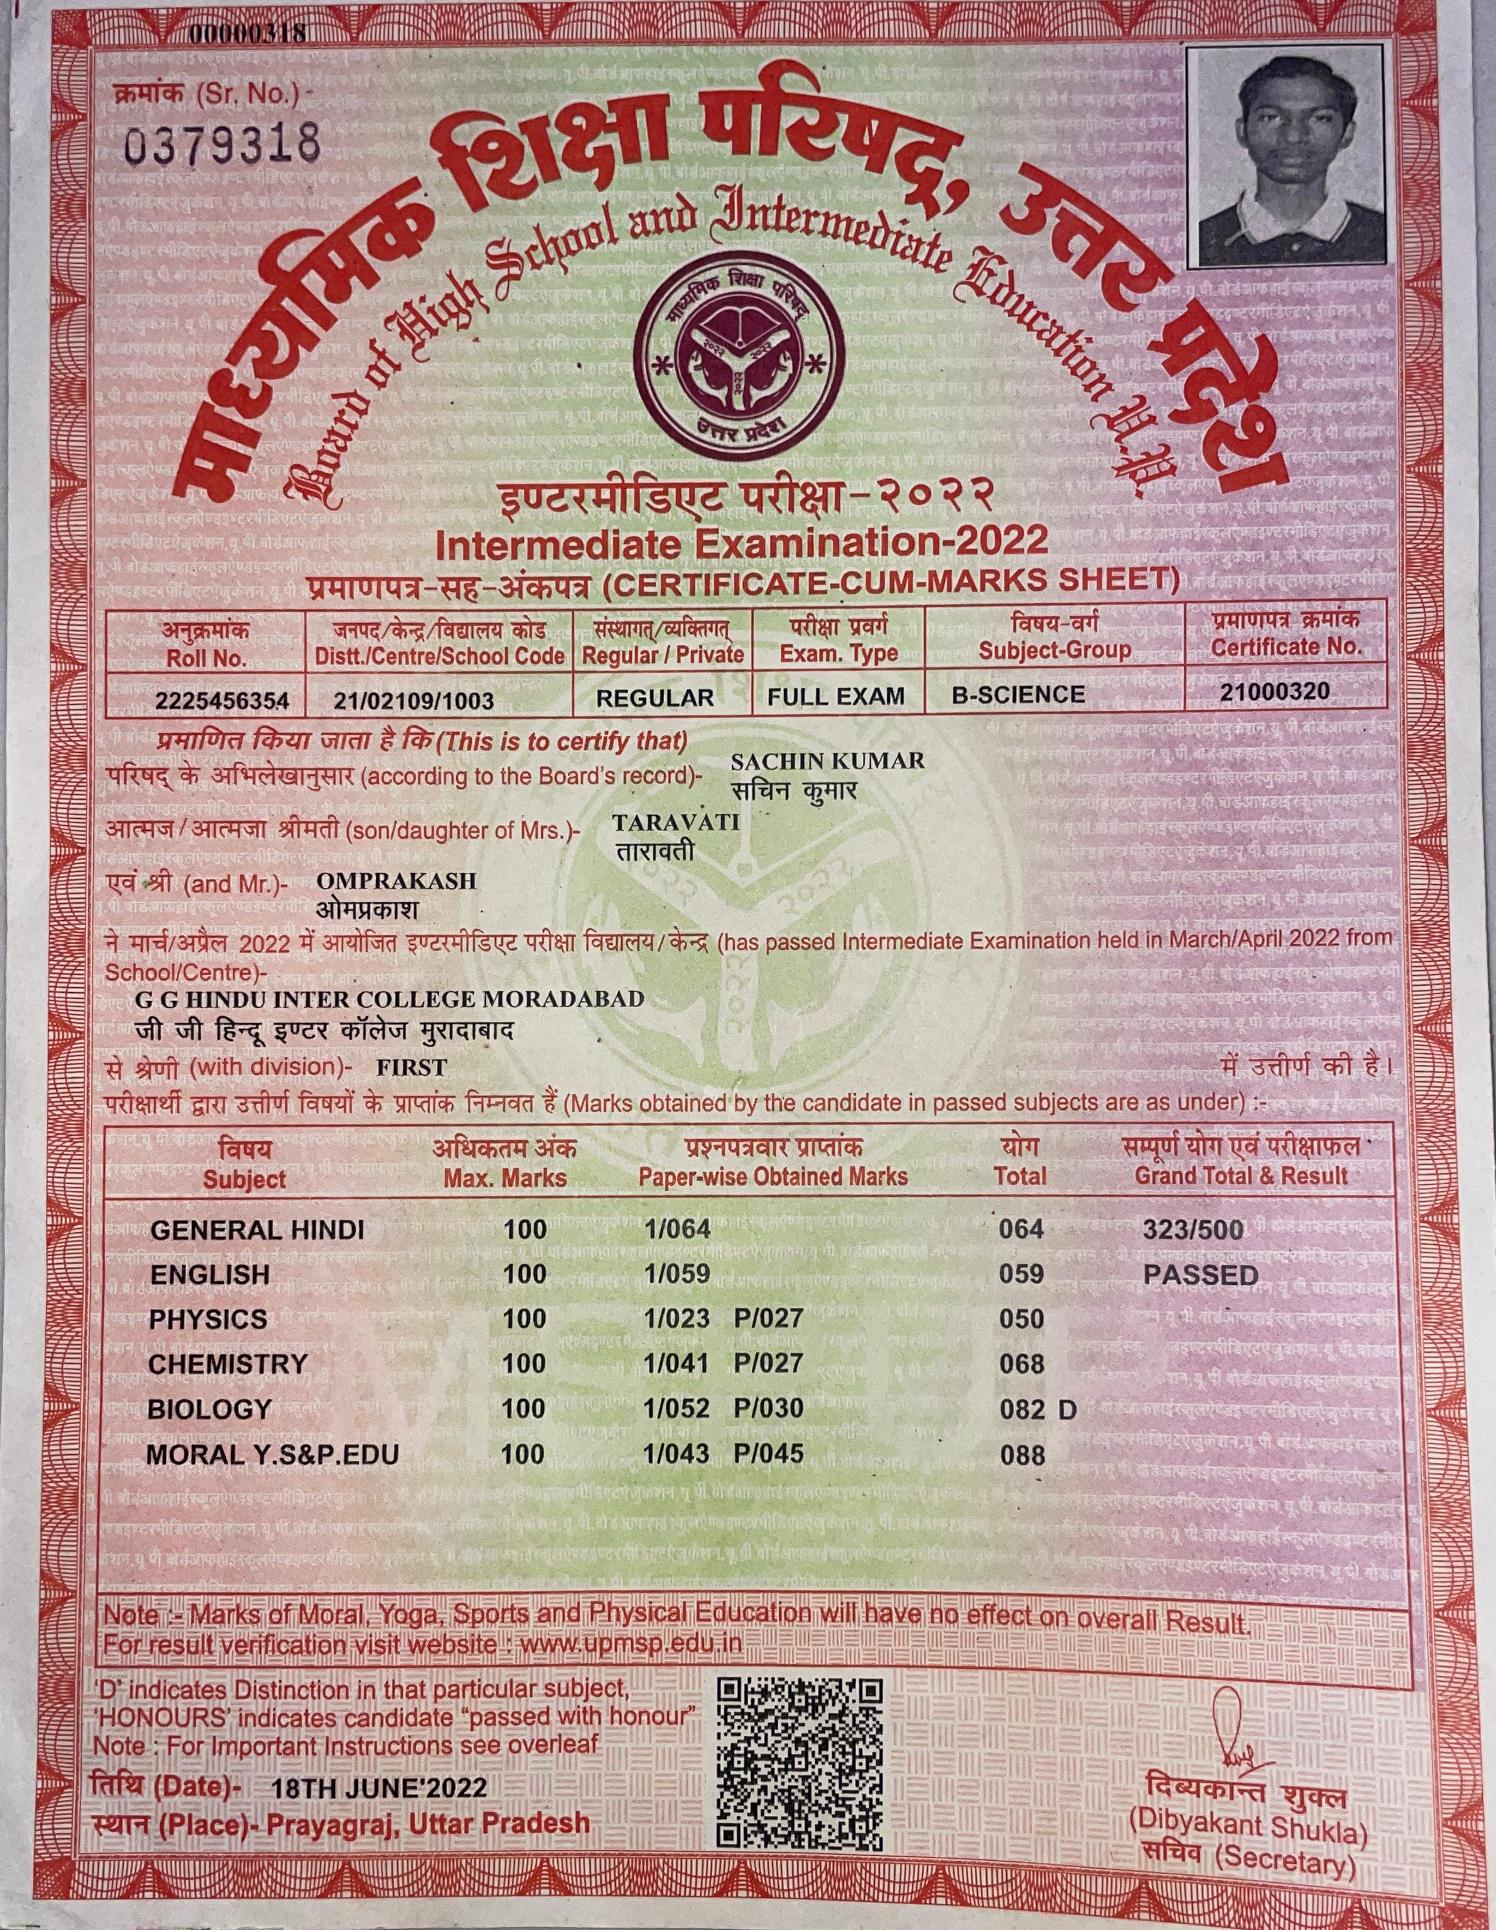 00000318
क्रमांक (Sr. No.) -
0379318
माध्यमिक शिक्षा परिषद्, उत्तर प्रदेश
Board of High School and Intermediate Education U.P.
माध्यमिक शिक्षा परिषद्
२०२२ २०२२
२०२२
उत्तर प्रदेश
इण्टरमीडिएट परीक्षा-२०२२
Intermediate Examination-2022
प्रमाणपत्र-सह-अंकपत्र (CERTIFICATE-CUM-MARKS SHEET)
अनुक्रमांक जनपद/केन्द्र/विद्यालय कोड संस्थागत्/व्यक्तिगत् परीक्षा प्रवर्ग विषय-वर्ग प्रमाणपत्र क्रमांक
Roll No. Distt./Centre/School Code Regular / Private Exam. Type Subject-Group Certificate No.
2225456354 21/02109/1003 REGULAR FULL EXAM B-SCIENCE 21000320
प्रमाणित किया जाता है कि (This is to certify that)
परिषद् के अभिलेखानुसार (according to the Board's record)- SACHIN KUMAR
सचिन कुमार
आत्मज/आत्मजा श्रीमती (son/daughter of Mrs.)- TARAVATI
तारावती
एवं श्री (and Mr.)- OMPRAKASH
ओमप्रकाश
ने मार्च/अप्रैल 2022 में आयोजित इण्टरमीडिएट परीक्षा विद्यालय/केन्द्र (has passed Intermediate Examination held in March/April 2022 from
School/Centre)-
G G HINDU INTER COLLEGE MORADABAD
जी जी हिन्दू इण्टर कॉलेज मुरादाबाद
से श्रेणी (with division)- FIRST में उत्तीर्ण की है।
परीक्षार्थी द्वारा उत्तीर्ण विषयों के प्राप्तांक निम्नवत हैं (Marks obtained by the candidate in passed subjects are as under) :-
विषय अधिकतम अंक प्रश्नपत्रवार प्राप्तांक योग सम्पूर्ण योग एवं परीक्षाफल
Subject Max. Marks Paper-wise Obtained Marks Total Grand Total & Result
GENERAL HINDI 100 1/064 064 323/500
ENGLISH 100 1/059 059 PASSED
PHYSICS 100 1/023 P/027 050
CHEMISTRY 100 1/041 P/027 068
BIOLOGY 100 1/052 P/030 082 D
MORAL Y.S&P.EDU 100 1/043 P/045 088
Note :- Marks of Moral, Yoga, Sports and Physical Education will have no effect on overall Result.
For result verification visit website : www.upmsp.edu.in
'D' indicates Distinction in that particular subject,
'HONOURS' indicates candidate "passed with honour"
Note : For Important Instructions see overleaf
तिथि (Date)- 18TH JUNE'2022
स्थान (Place)- Prayagraj, Uttar Pradesh
दिब्यकान्त शुक्ल
(Dibyakant Shukla)
सचिव (Secretary)